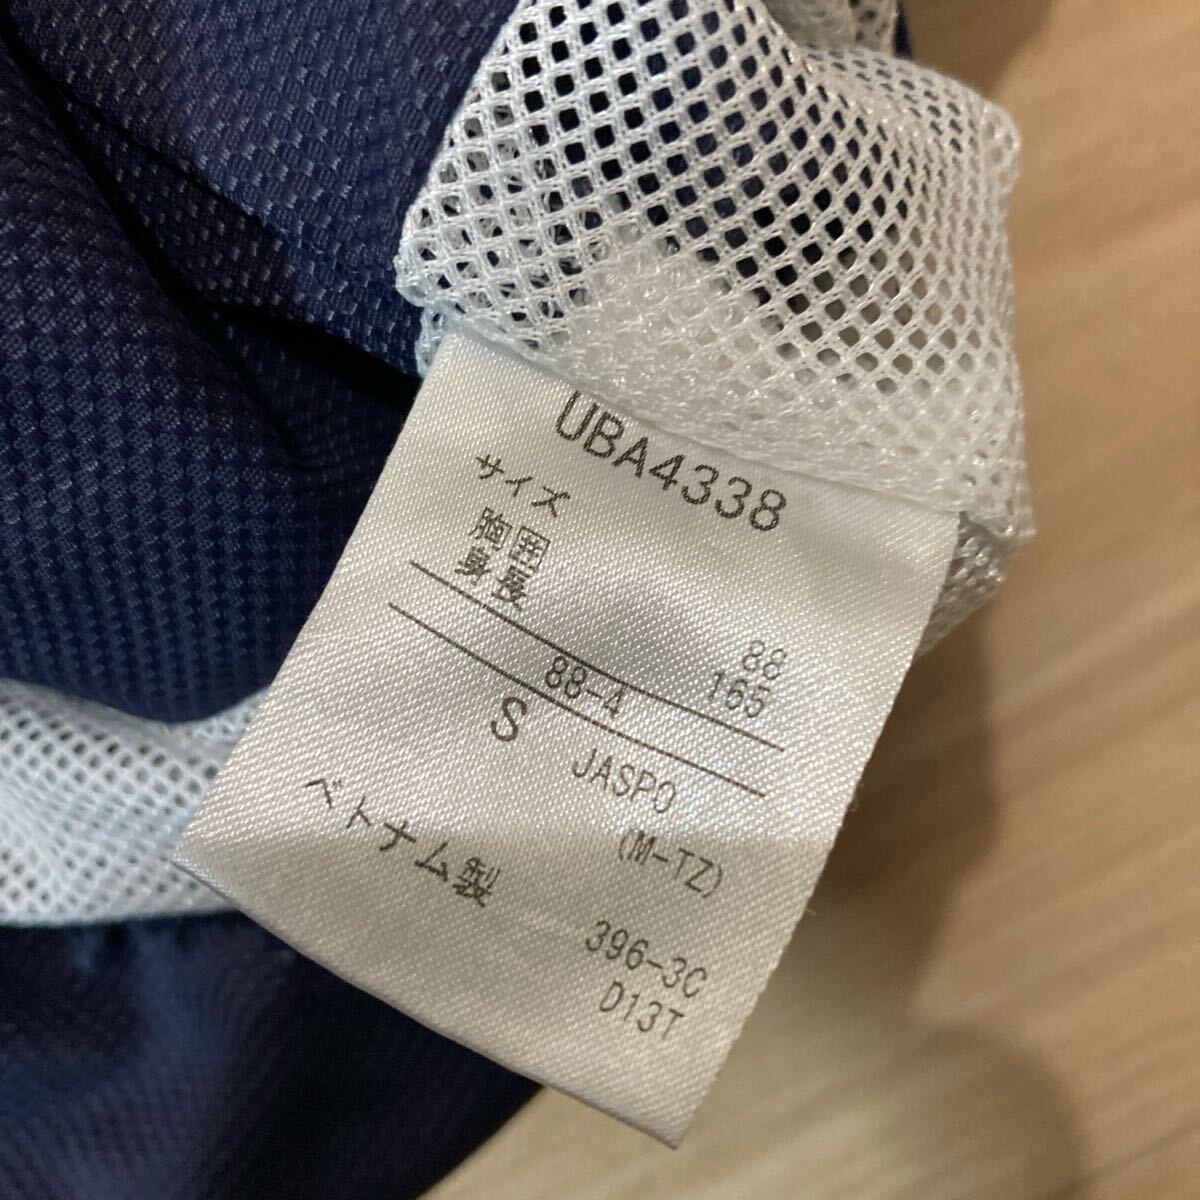 UBA4338
サイズ
胸囲 88
身長 165
88-4
S JASPO
(M-TZ)
ベトナム製
396-3C
D13T